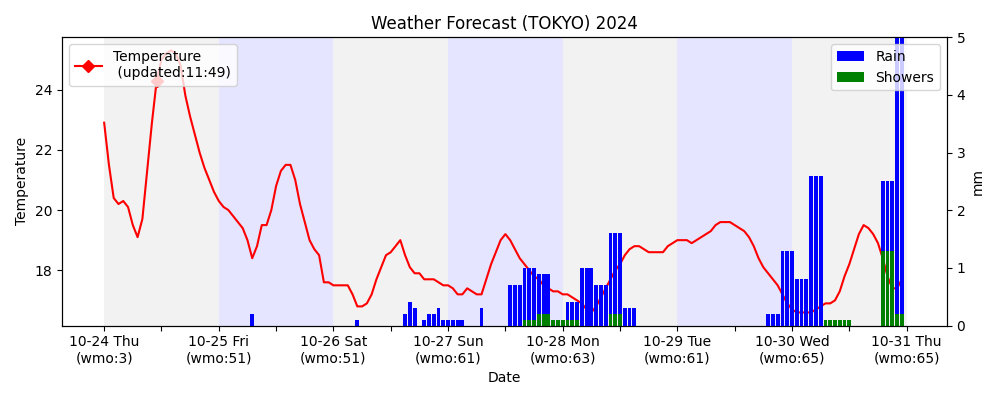 Weather Forecast (TOKYO) 2024
Temperature
(updated:11:49)
Rain
Showers
Temperature
24
22
20
18
5
4
3
2
1
0
mm
10-24 Thu
(wmo:3)
10-25 Fri
(wmo:51)
10-26 Sat
(wmo:51)
10-27 Sun
(wmo:61)
10-28 Mon
(wmo:63)
10-29 Tue
(wmo:61)
10-30 Wed
(wmo:65)
10-31 Thu
(wmo:65)
Date